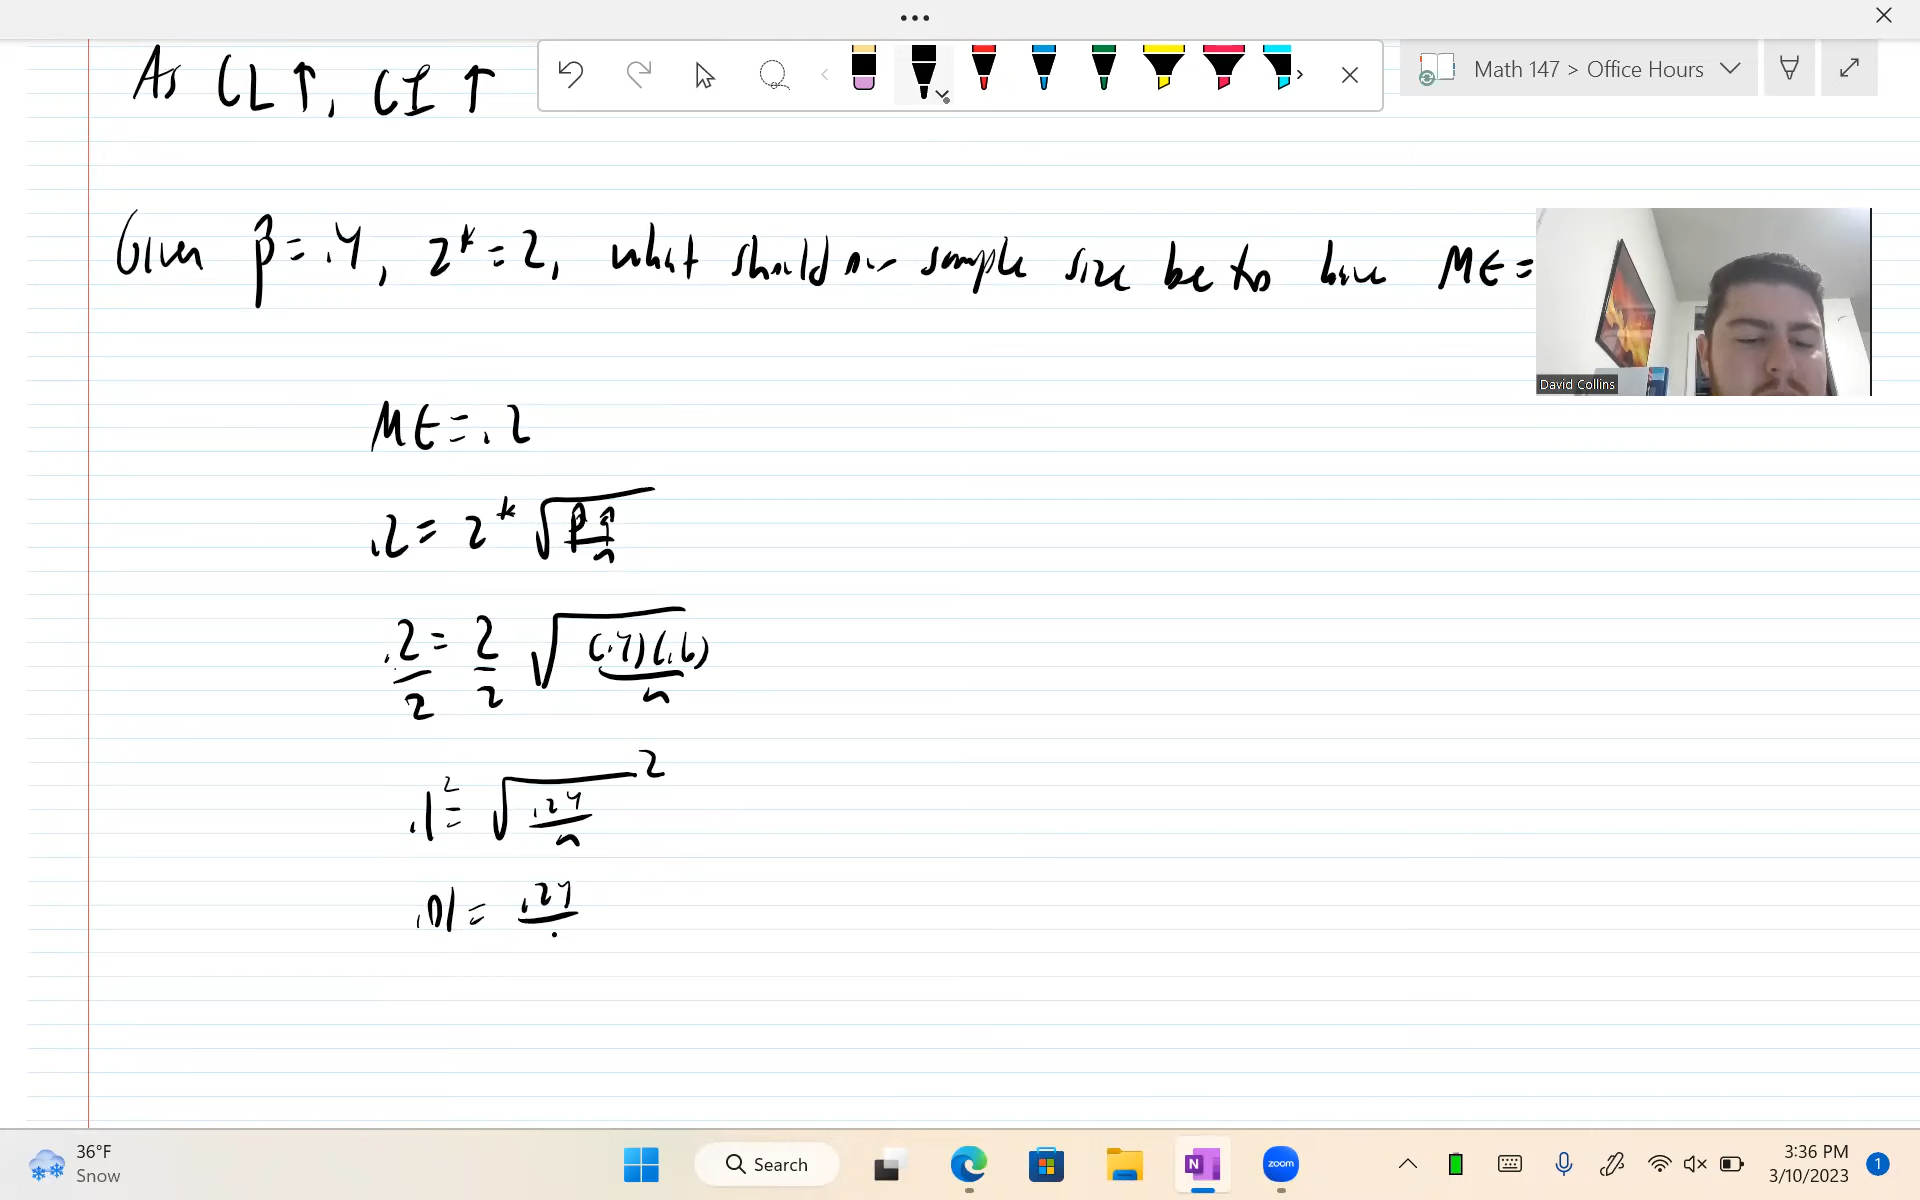 As CL↑, CI↑
Math 147 > Office Hours
Given p̂ = .4, z* = 2, what should our sample size be to have ME =
David Collins
ME = .2
.2 = z* √(p̂q̂/n)
.2/2 = 2/2 √((.4)(.6)/n)
.1² = √(.24/n)²
.01 = .24/
36°F
Snow
Search
N
zoom
3:36 PM
3/10/2023
1